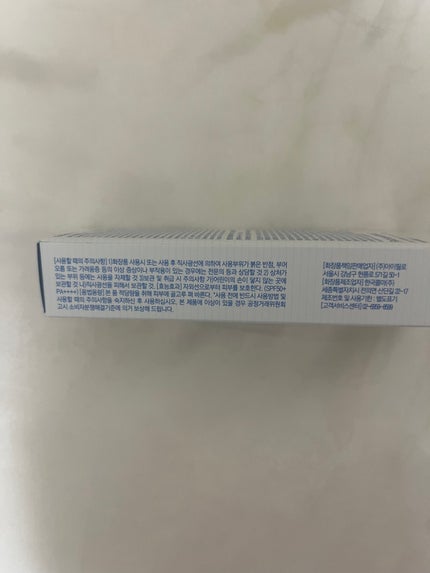 [사용할 때의 주의사항] 1)화장품 사용시 또는 사용 후 직사광선에 의하여 사용부위가 붉은 반점, 부어
오름 또는 가려움증 등의 이상 증상이나 부작용이 있는 경우에는 전문의 등과 상담할 것 2) 상처가
있는 부위 등에는 사용을 자제할 것 3)보관 및 취급 시 주의사항 가)어린이의 손이 닿지 않는 곳에
보관할 것 나)직사광선을 피해서 보관할 것. [효능효과] 자외선으로부터 피부를 보호한다. (SPF50+
PA++++) [용법용량] 본 품 적당량을 취해 피부에 골고루 펴 바른다. *사용 전에 반드시 사용방법 및
사용할 때의 주의사항을 숙지하신 후 사용하십시오. 본 제품에 이상이 있을 경우 공정거래위원회
고시 소비자분쟁해결기준에 의거 보상해 드립니다.
[화장품책임판매업자] (주)아이필로
서울시 강남구 언주로
[화장품제조업자] 한국콜마(주)
세종특별자치시 전의면 산단길 22-17
제조번호 및 사용기한 : 별도표기
[고객서비스센터] 02-6959-8599